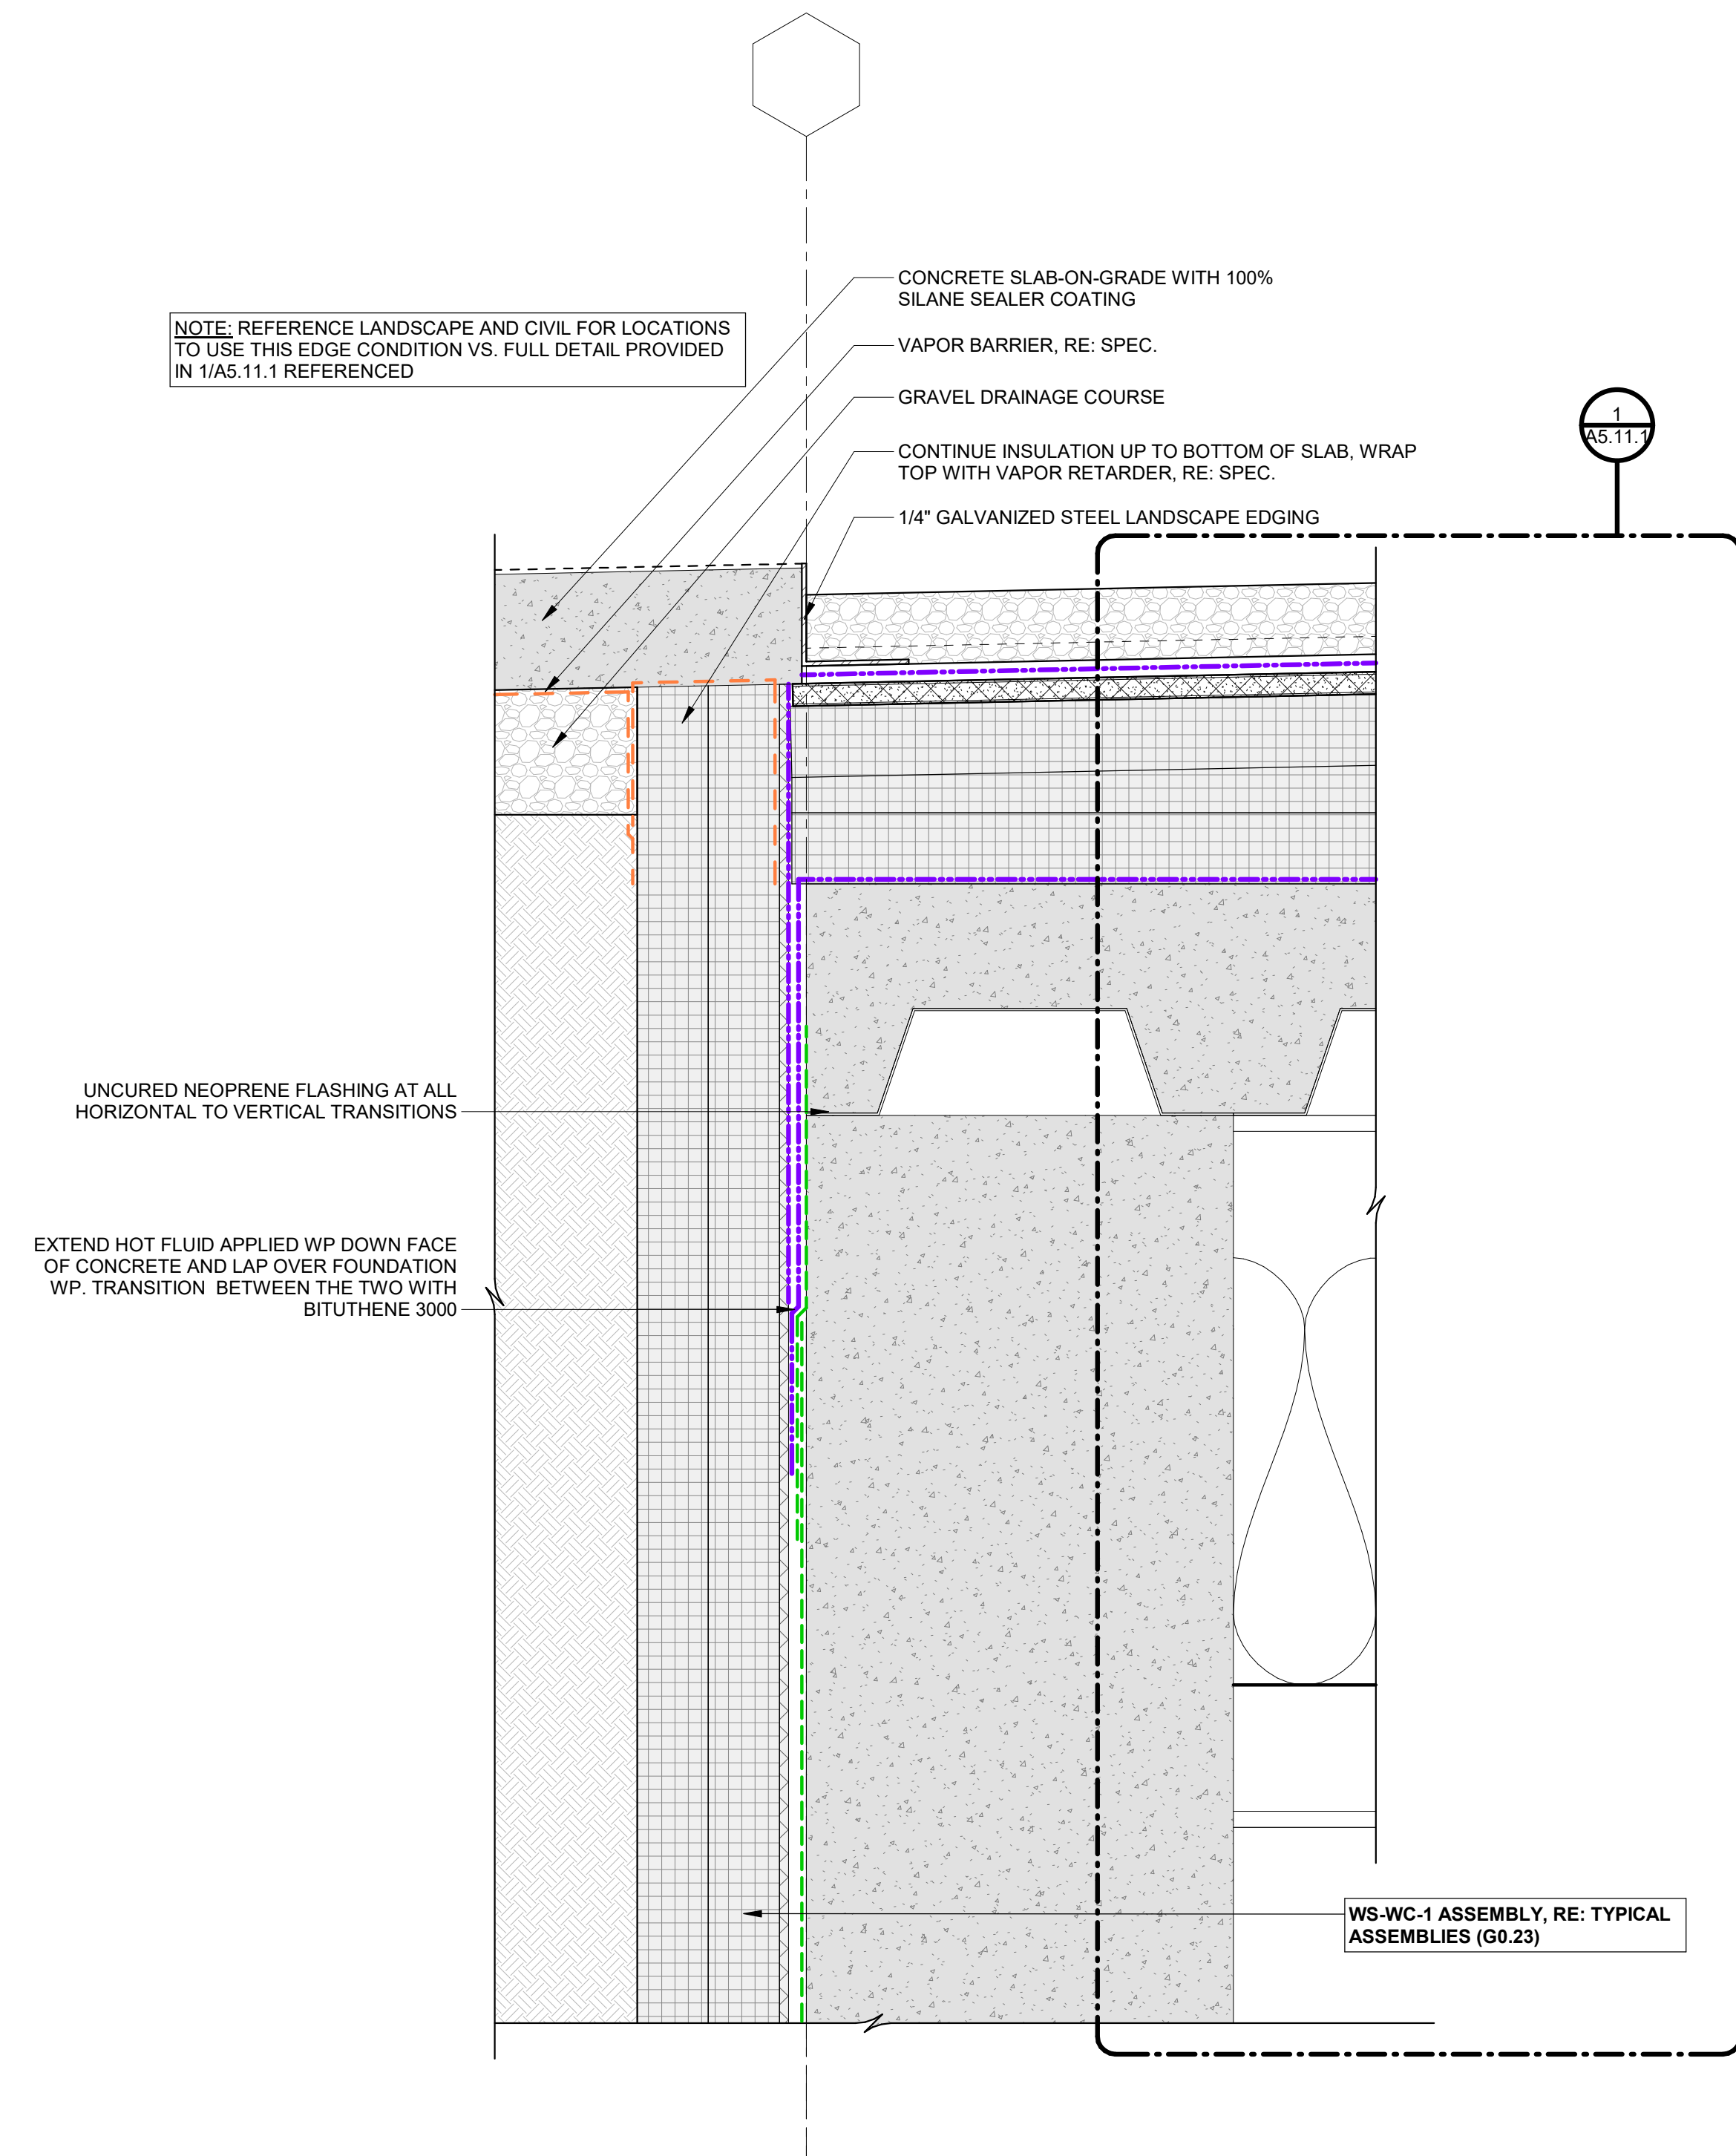 CONCRETE SLAB-ON-GRADE WITH 100%
SILANE SEALER COATING
NOTE: REFERENCE LANDSCAPE AND CIVIL FOR LOCATIONS
TO USE THIS EDGE CONDITION VS. FULL DETAIL PROVIDED
IN 1/A5.11.1 REFERENCED
VAPOR BARRIER, RE: SPEC.
GRAVEL DRAINAGE COURSE
1
A5.11.1
CONTINUE INSULATION UP TO BOTTOM OF SLAB, WRAP
TOP WITH VAPOR RETARDER, RE: SPEC.
1/4" GALVANIZED STEEL LANDSCAPE EDGING
UNCURED NEOPRENE FLASHING AT ALL
HORIZONTAL TO VERTICAL TRANSITIONS
EXTEND HOT FLUID APPLIED WP DOWN FACE
OF CONCRETE AND LAP OVER FOUNDATION
WP. TRANSITION  BETWEEN THE TWO WITH
BITUTHENE 3000
WS-WC-1 ASSEMBLY, RE: TYPICAL
ASSEMBLIES (G0.23)